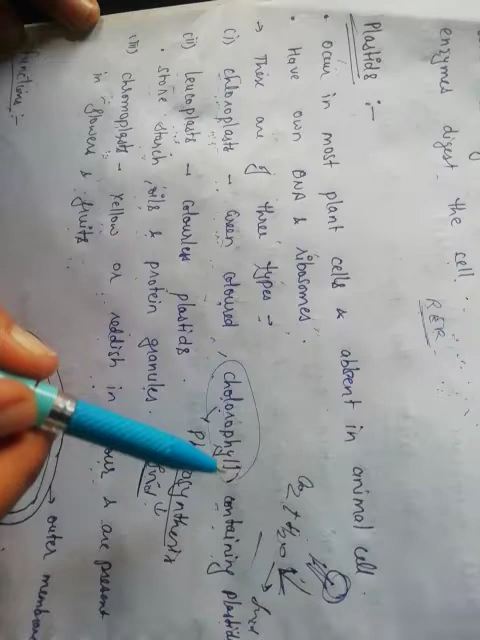 enzymes digest the cell.
RER
Plastids :-
• occur in most plant cells & absent in animal cell.
• Have own DNA & ribosomes.
→ These are of three types →
(i) chloroplasts → Green coloured, cholorophyll containing plastids
(ii) leucoplasts → colourless plastids.
• store starch, oils & protein granules.
(iii) chromoplasts → Yellow or reddish in & are present
in flowers & fruits
functions :-
→ outer membrane